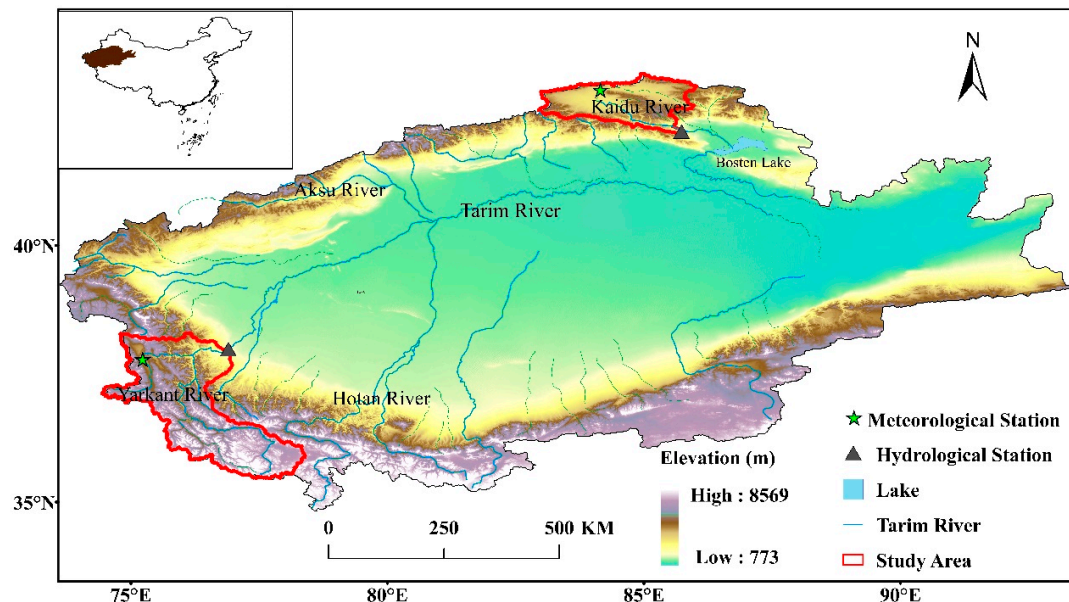 N
Kaidu River
Bosten Lake
Aksu River
Tarim River
40°N
Yarkant River
Hotan River
35°N
Meteorological Station
Hydrological Station
Lake
Tarim River
Study Area
Elevation (m)
High : 8569
Low : 773
0 250 500 KM
75°E 80°E 85°E 90°E